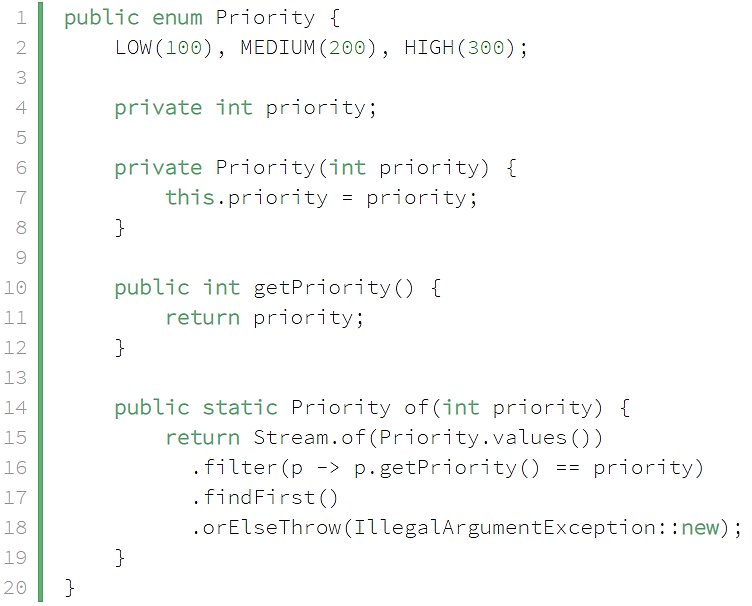 1 public enum Priority {
2     LOW(100), MEDIUM(200), HIGH(300);
3
4     private int priority;
5
6     private Priority(int priority) {
7         this.priority = priority;
8     }
9
10     public int getPriority() {
11         return priority;
12     }
13
14     public static Priority of(int priority) {
15         return Stream.of(Priority.values())
16           .filter(p -> p.getPriority() == priority)
17           .findFirst()
18           .orElseThrow(IllegalArgumentException::new);
19     }
20 }